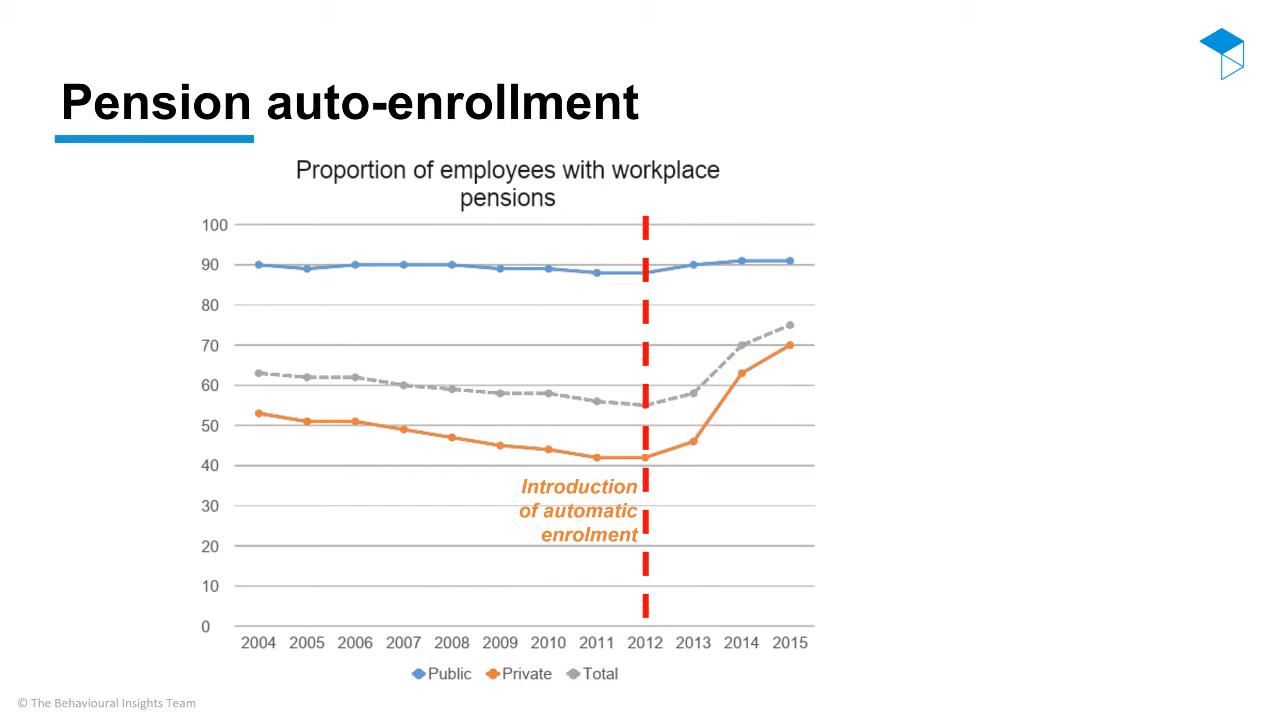 Pension auto-enrollment
Proportion of employees with workplace
pensions
100
90
80
70
60
50
40
30
20
10
0
Introduction
of automatic
enrolment
2004 2005 2006 2007 2008 2009 2010 2011 2012 2013 2014 2015
Public Private Total
© The Behavioural Insights Team